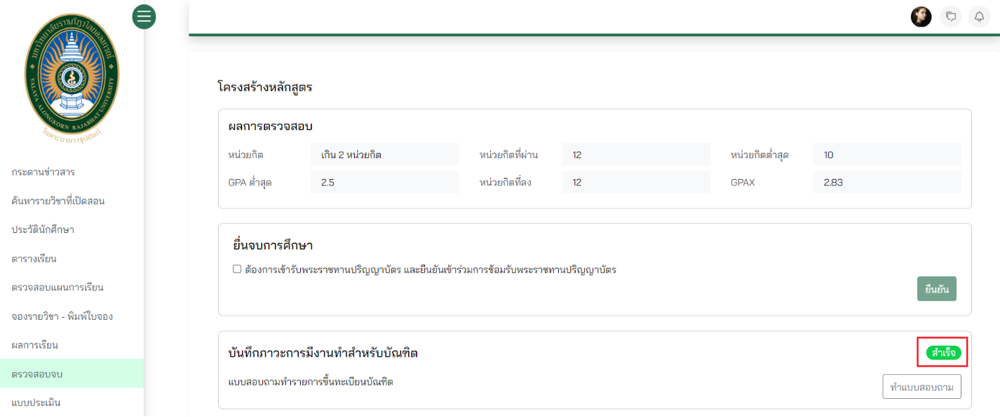 มหาวิทยาลัยราชภัฏวไลยอลงกรณ์
VALAYA ALONGKORN RAJABHAT UNIVERSITY
ในพระบรมราชูปถัมภ์
กระดานข่าวสาร
ค้นหารายวิชาที่เปิดสอน
ประวัตินักศึกษา
ตารางเรียน
ตรวจสอบแผนการเรียน
จองรายวิชา - พิมพ์ใบจอง
ผลการเรียน
ตรวจสอบจบ
แบบประเมิน
โครงสร้างหลักสูตร
ผลการตรวจสอบ
หน่วยกิต เกิน 2 หน่วยกิต หน่วยกิตที่ผ่าน 12 หน่วยกิตต่ำสุด 10
GPA ต่ำสุด 2.5 หน่วยกิตที่ลง 12 GPAX 2.83
ยื่นจบการศึกษา
ต้องการเข้ารับพระราชทานปริญญาบัตร และยืนยันเข้าร่วมการซ้อมรับพระราชทานปริญญาบัตร
ยืนยัน
บันทึกภาวะการมีงานทำสำหรับบัณฑิต สำเร็จ
แบบสอบถามทำรายการขึ้นทะเบียนบัณฑิต
ทำแบบสอบถาม